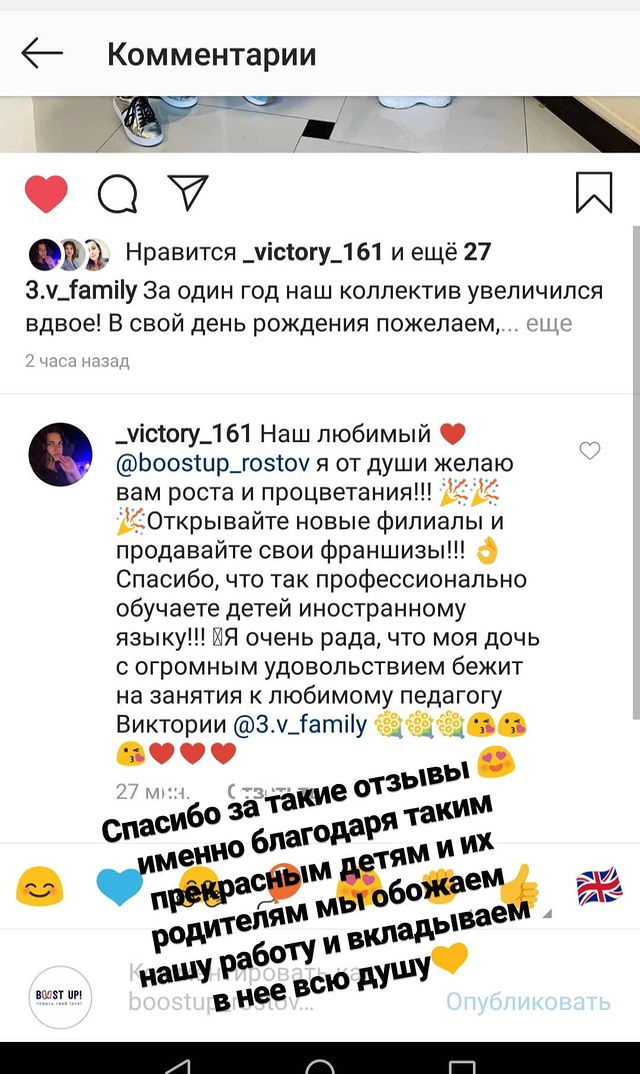 Комментарии
Нравится _victory_161 и ещё 27
3.v_family За один год наш коллектив увеличился
вдвое! В свой день рождения пожелаем,... еще
2 часа назад
_victory_161 Наш любимый ❤️
@boostup_rostov я от души желаю
вам роста и процветания!!! 🎉🎉
🎉Открывайте новые филиалы и
продавайте свои франшизы!!! 👌
Спасибо, что так профессионально
обучаете детей иностранному
языку!!! Я очень рада, что моя дочь
с огромным удовольствием бежит
на занятия к любимому педагогу
Виктории @3.v_family 💐💐💐😘😘
😘❤️❤️❤️
27 мин. Ответить
Спасибо за такие отзывы 😍
именно благодаря таким
прекрасным детям и их
родителям мы обожаем
нашу работу и вкладываем
в нее всю душу💛
BOOST UP!
Комментировать как
boostup_rostov...
Опубликовать